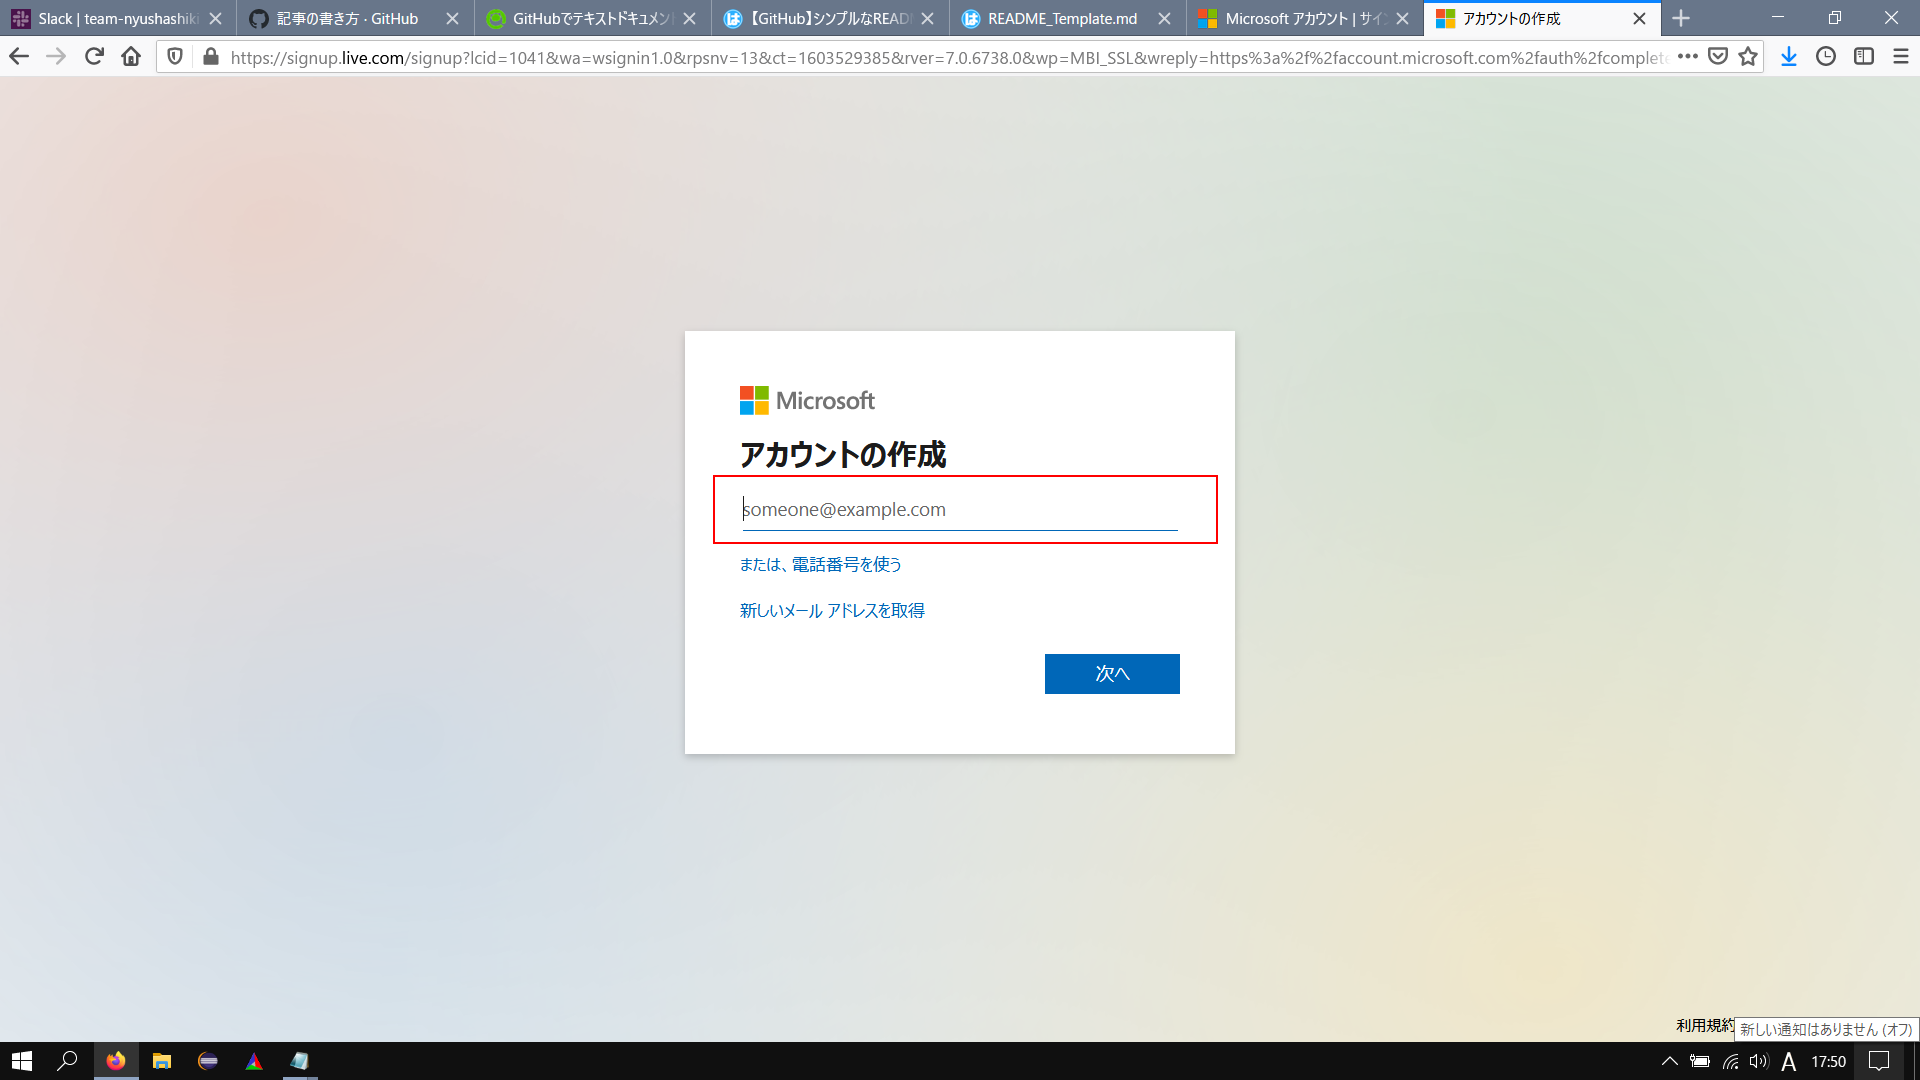 Slack | team-nyushashiki
記事の書き方 · GitHub
GitHubでテキストドキュメント
【GitHub】シンプルなREAD
README_Template.md
Microsoft アカウント | サイン
アカウントの作成
https://signup.live.com/signup?lcid=1041&wa=wsignin1.0&rpsnv=13&ct=1603529385&rver=7.0.6738.0&wp=MBI_SSL&wreply=https%3a%2f%2faccount.microsoft.com%2fauth%2fcomplete
Microsoft
アカウントの作成
someone@example.com
または、電話番号を使う
新しいメール アドレスを取得
次へ
利用規約
新しい通知はありません (オフ)
A
17:50